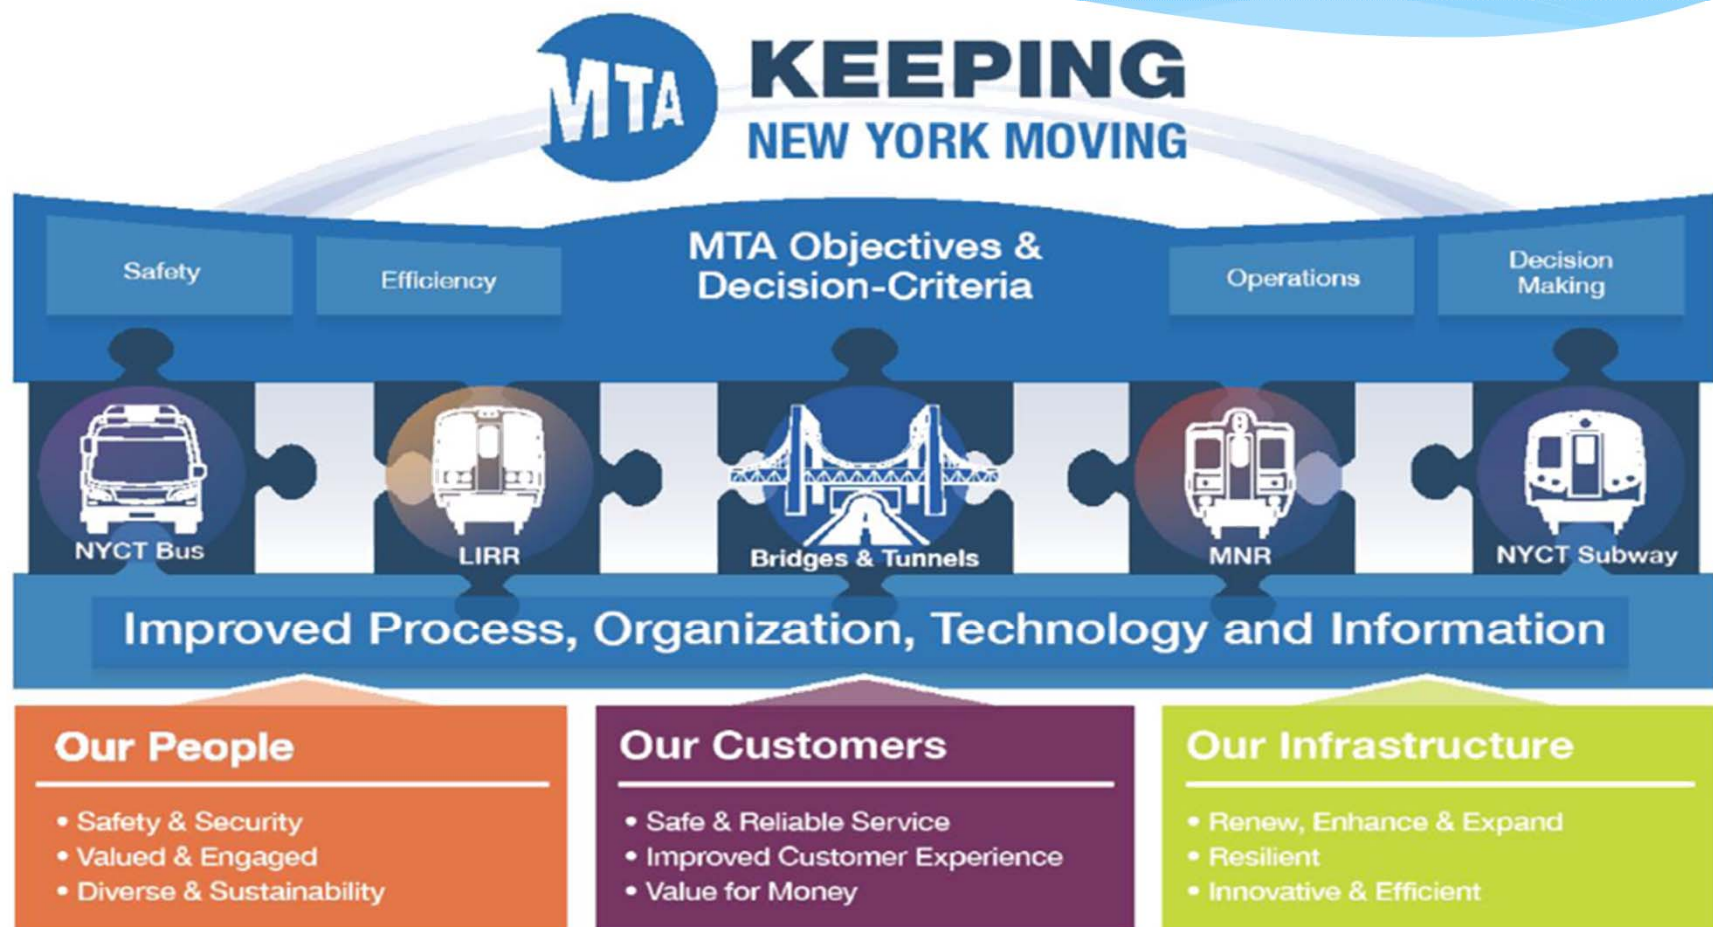 MTA
KEEPING
NEW YORK MOVING
Safety
Efficiency
MTA Objectives &
Decision-Criteria
Operations
Decision
Making
NYCT Bus
LIRR
Bridges & Tunnels
MNR
NYCT Subway
Improved Process, Organization, Technology and Information
Our People
• Safety & Security
• Valued & Engaged
• Diverse & Sustainability
Our Customers
• Safe & Reliable Service
• Improved Customer Experience
• Value for Money
Our Infrastructure
• Renew, Enhance & Expand
• Resilient
• Innovative & Efficient